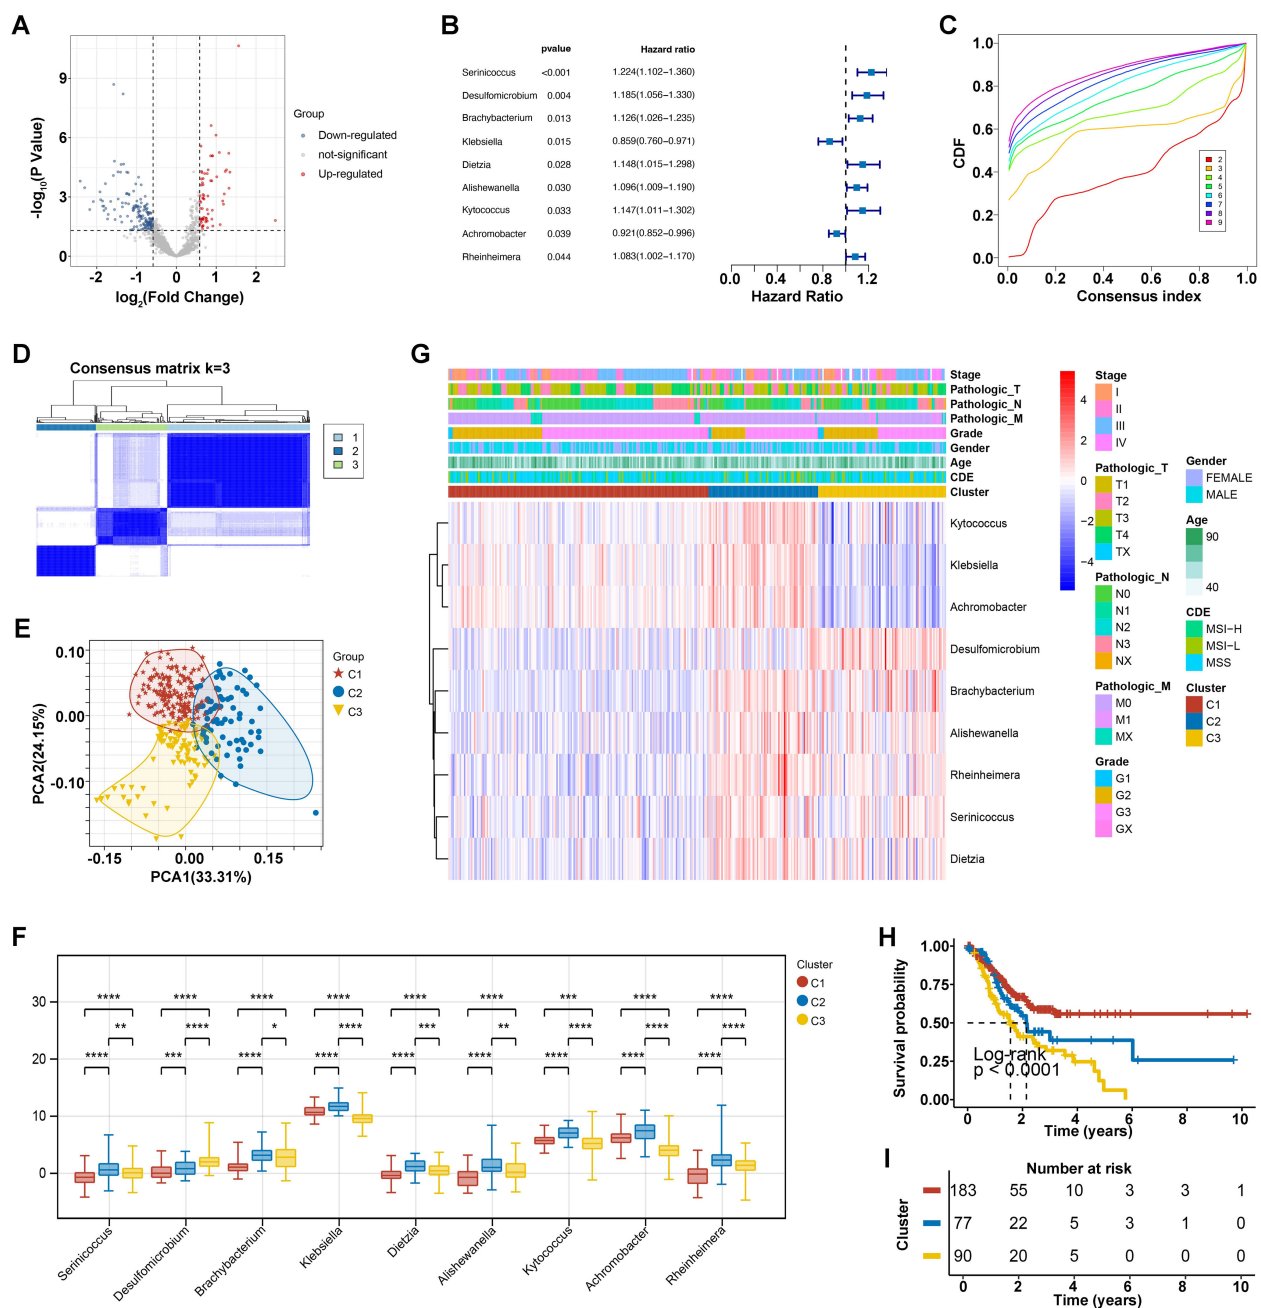 A
9
6
3
0
-log10(P Value)
-2
-1
0
1
2
log2(Fold Change)
Group
Down-regulated
not-significant
Up-regulated
B
pvalue Hazard ratio
Serinicoccus <0.001 1.224(1.102−1.360)
Desulfomicrobium 0.004 1.185(1.056−1.330)
Brachybacterium 0.013 1.126(1.026−1.235)
Klebsiella 0.015 0.859(0.760−0.971)
Dietzia 0.028 1.148(1.015−1.298)
Alishewanella 0.030 1.096(1.009−1.190)
Kytococcus 0.033 1.147(1.011−1.302)
Achromobacter 0.039 0.921(0.852−0.996)
Rheinheimera 0.044 1.083(1.002−1.170)
0.0 0.4 0.8 1.2
Hazard Ratio
C
1.0
0.8
0.6
0.4
0.2
0.0
CDF
2
3
4
5
6
7
8
9
0.0 0.2 0.4 0.6 0.8 1.0
Consensus index
D
Consensus matrix k=3
1
2
3
E
0.10
0.00
-0.10
PCA2(24.15%)
-0.15 0.00 0.15
PCA1(33.31%)
Group
C1
C2
C3
G
Stage
Pathologic_T
Pathologic_N
Pathologic_M
Grade
Gender
Age
CDE
Cluster
Kytococcus
Klebsiella
Achromobacter
Desulfomicrobium
Brachybacterium
Alishewanella
Rheinheimera
Serinicoccus
Dietzia
4
2
0
−2
−4
Stage
I
II
III
IV
Pathologic_T
T1
T2
T3
T4
TX
Pathologic_N
N0
N1
N2
N3
NX
Pathologic_M
M0
M1
MX
Grade
G1
G2
G3
GX
Gender
FEMALE
MALE
Age
90
40
CDE
MSI−H
MSI−L
MSS
Cluster
C1
C2
C3
F
30
20
10
0
**** **** **** **** **** **** *** **** ****
** **** * **** *** ** **** **** ****
**** *** **** **** **** **** **** **** ****
Serinicoccus
Desulfomicrobium
Brachybacterium
Klebsiella
Dietzia
Alishewanella
Kytococcus
Achromobacter
Rheinheimera
Cluster
C1
C2
C3
H
1.00
0.75
0.50
0.25
0.00
Survival probability
Log-rank
p < 0.0001
0 2 4 6 8 10
Time (years)
I
Number at risk
Cluster
183 55 10 3 3 1
77 22 5 3 1 0
90 20 5 0 0 0
0 2 4 6 8 10
Time (years)